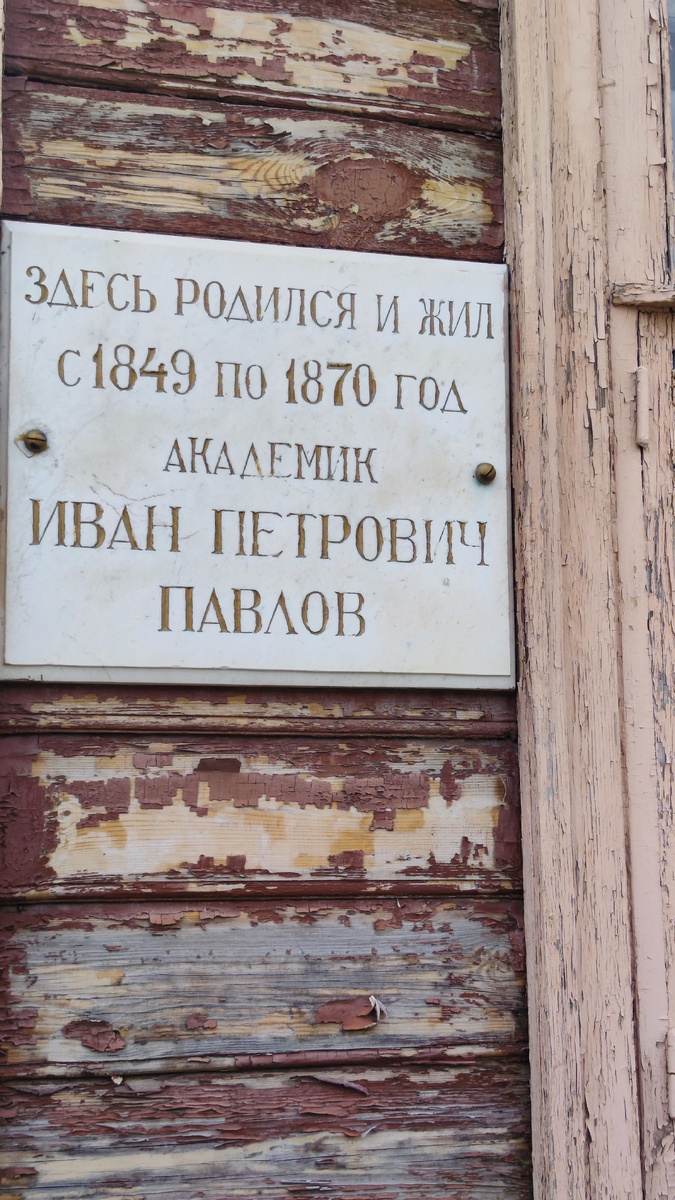 ЗДЕСЬ РОДИЛСЯ И ЖИЛ
С 1849 ПО 1870 ГОД
АКАДЕМИК
ИВАН ПЕТРОВИЧ
ПАВЛОВ